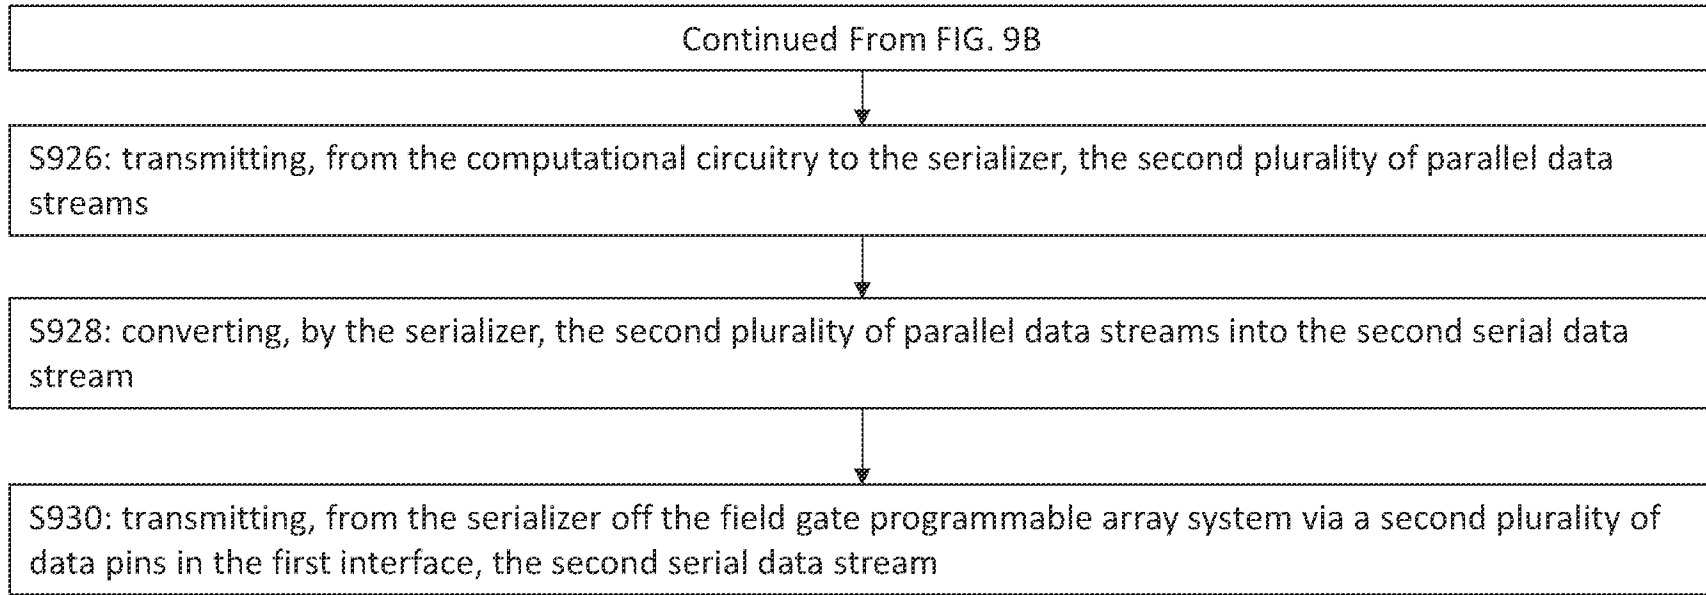 Continued From FIG. 9B
S926: transmitting, from the computational circuitry to the serializer, the second plurality of parallel data
streams
S928: converting, by the serializer, the second plurality of parallel data streams into the second serial data
stream
S930: transmitting, from the serializer off the field gate programmable array system via a second plurality of
data pins in the first interface, the second serial data stream